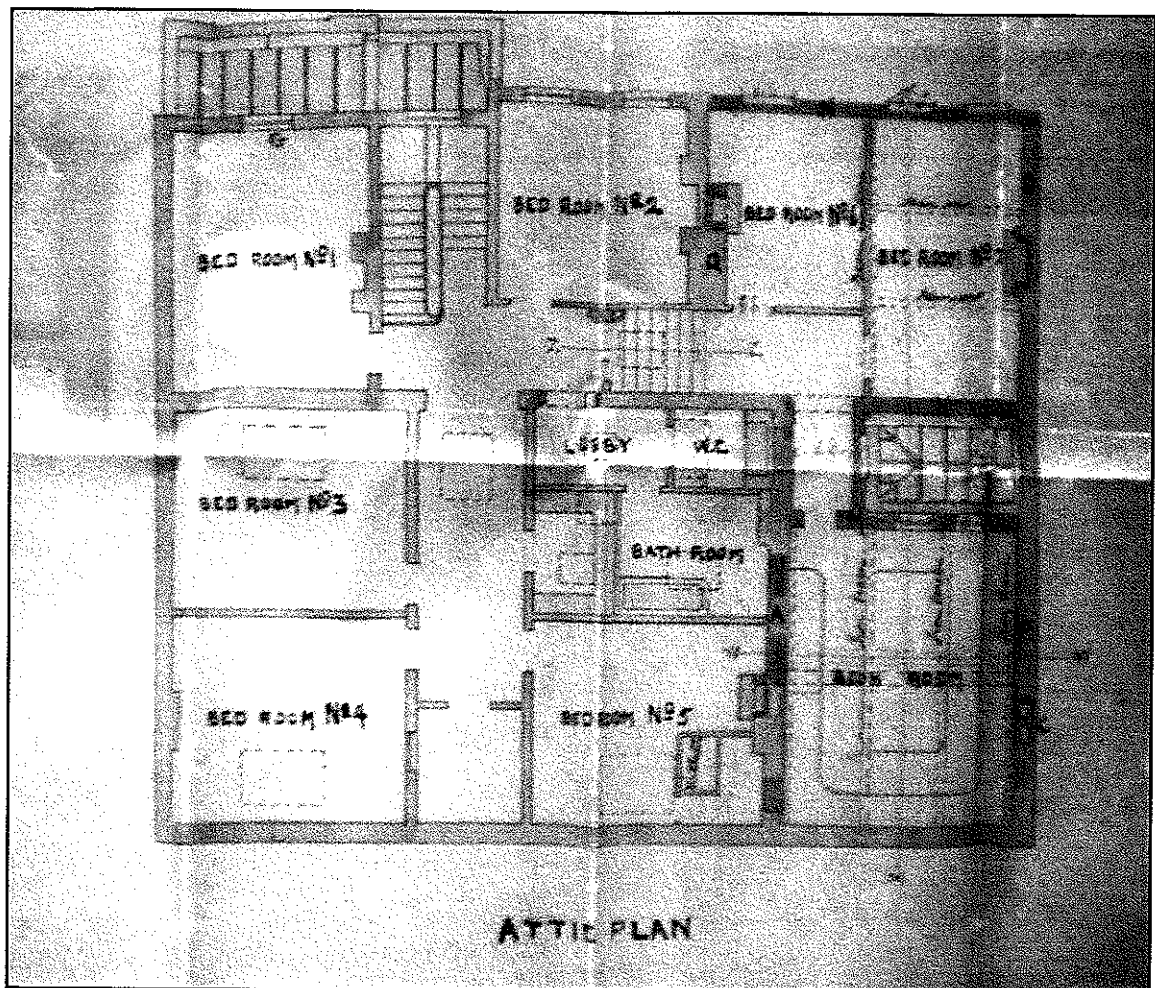 BED ROOM Nº1
BED ROOM Nº2
BED ROOM Nº6
BED ROOM Nº7
LOBBY
W.C.
BED ROOM Nº3
BATH ROOM
BED ROOM Nº4
BED ROOM Nº5
ROOM
ATTIC PLAN